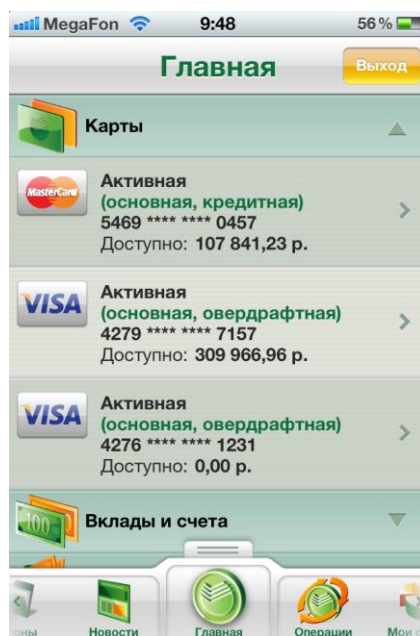 MegaFon 9:48 56 %
Главная
Выход
Карты
MasterCard
Активная
(основная, кредитная)
5469 **** **** 0457
Доступно: 107 841,23 р.
VISA
Активная
(основная, овердрафтная)
4279 **** **** 7157
Доступно: 309 966,96 р.
VISA
Активная
(основная, овердрафтная)
4276 **** **** 1231
Доступно: 0,00 р.
100
Вклады и счета
Новости Главная Операции Мои